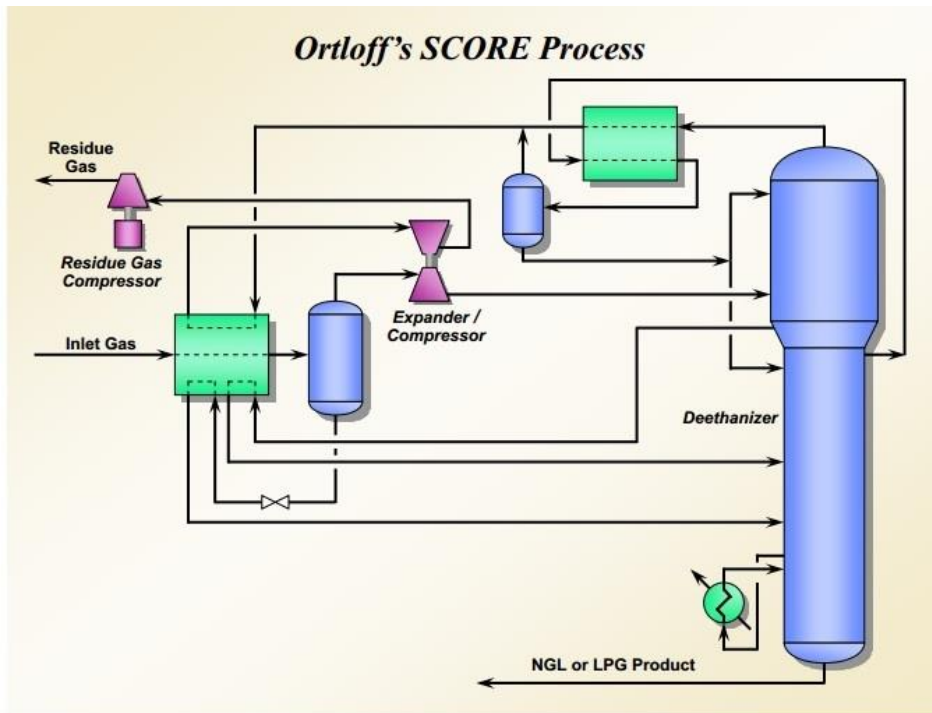 Ortloff's SCORE Process
Residue
Gas
Residue Gas
Compressor
Expander /
Compressor
Inlet Gas
Deethanizer
NGL or LPG Product